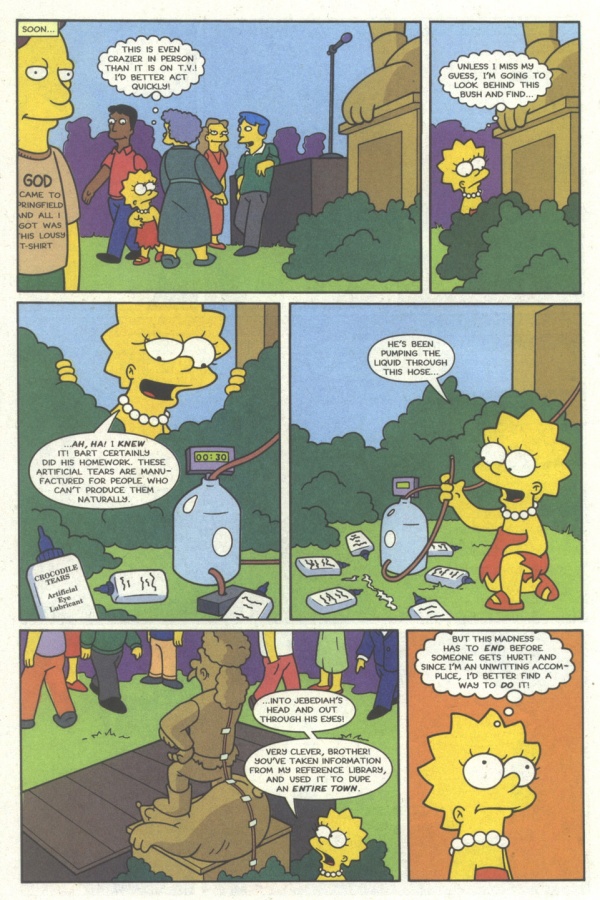 SOON...
THIS IS EVEN
CRAZIER IN PERSON
THAN IT IS ON T.V.!
I'D BETTER ACT
QUICKLY!
GOD
CAME TO
PRINGFIELD
AND ALL I
GOT WAS
THIS LOUSY
T-SHIRT
UNLESS I MISS MY
GUESS, I'M GOING TO
LOOK BEHIND THIS
BUSH AND FIND...
...AH, HA! I KNEW
IT! BART CERTAINLY
DID HIS HOMEWORK. THESE
ARTIFICIAL TEARS ARE MANU-
FACTURED FOR PEOPLE WHO
CAN'T PRODUCE THEM
NATURALLY.
00:30
CROCODILE
TEARS
Artificial
Eye
Lubricant
HE'S BEEN
PUMPING THE
LIQUID THROUGH
THIS HOSE...
...INTO JEBEDIAH'S
HEAD AND OUT
THROUGH HIS EYES!
VERY CLEVER, BROTHER!
YOU'VE TAKEN INFORMATION
FROM MY REFERENCE LIBRARY,
AND USED IT TO DUPE
AN ENTIRE TOWN.
BUT THIS MADNESS
HAS TO END BEFORE
SOMEONE GETS HURT! AND
SINCE I'M AN UNWITTING ACCOM-
PLICE, I'D BETTER FIND A
WAY TO DO IT!